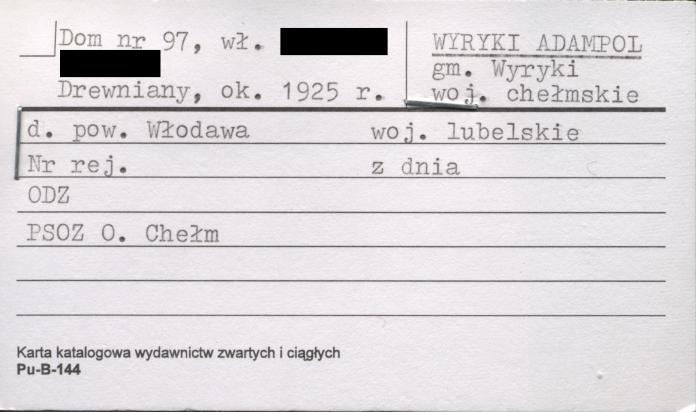 Dom nr 97, wł.
Drewniany, ok. 1925 r.
WYRYKI ADAMPOL
gm. Wyryki
woj. chełmskie
d. pow. Włodawa woj. lubelskie
Nr rej. z dnia
ODZ
PSOZ O. Chełm
Karta katalogowa wydawnictw zwartych i ciągłych
Pu-B-144